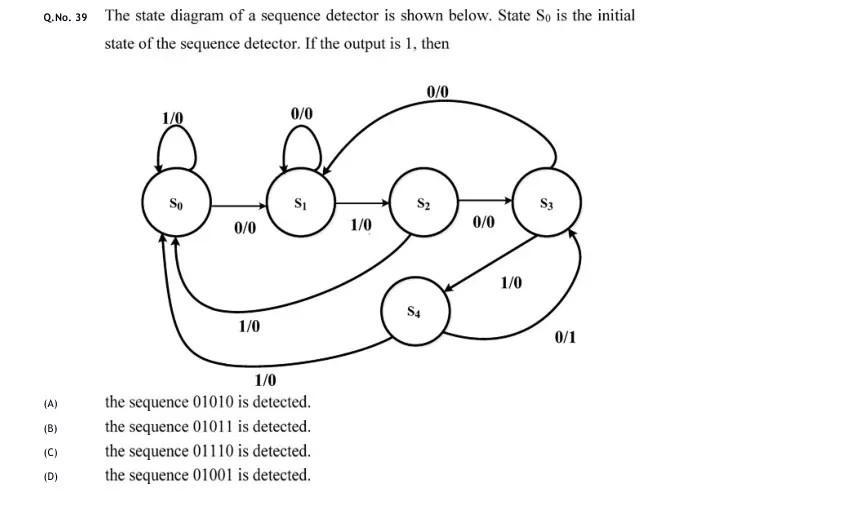 Q.No. 39 The state diagram of a sequence detector is shown below. State S₀ is the initial
state of the sequence detector. If the output is 1, then
0/0
1/0
0/0
S₀
S₁
S₂
S₃
0/0
1/0
0/0
1/0
S₄
1/0
0/1
1/0
(A) the sequence 01010 is detected.
(B) the sequence 01011 is detected.
(C) the sequence 01110 is detected.
(D) the sequence 01001 is detected.